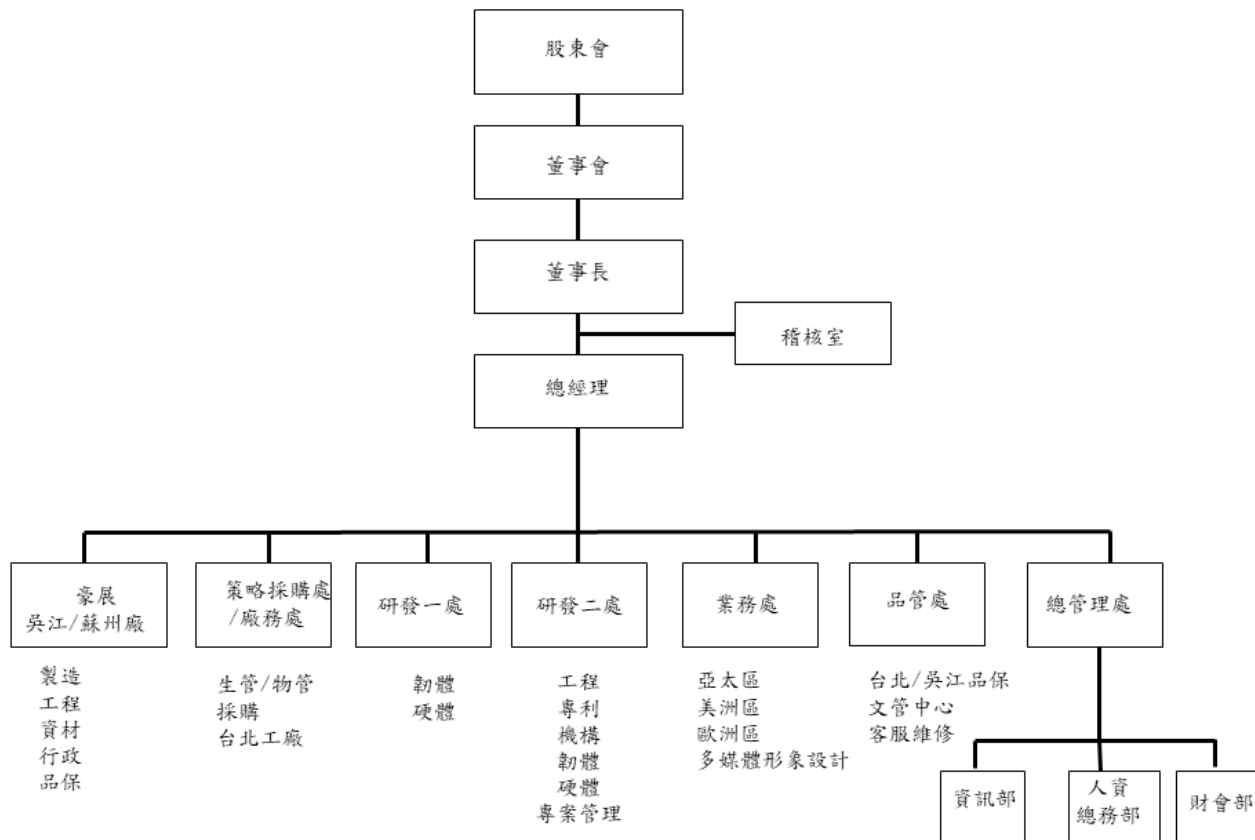 股東會
董事會
董事長
稽核室
總經理
豪展
吳江/蘇州廠
策略採購處
/廠務處
研發一處
研發二處
業務處
品管處
總管理處
製造
工程
資材
行政
品保
生管/物管
採購
台北工廠
韌體
硬體
工程
專利
機構
韌體
硬體
專案管理
亞太區
美洲區
歐洲區
多媒體形象設計
台北/吳江品保
文管中心
客服維修
資訊部
人資
總務部
財會部